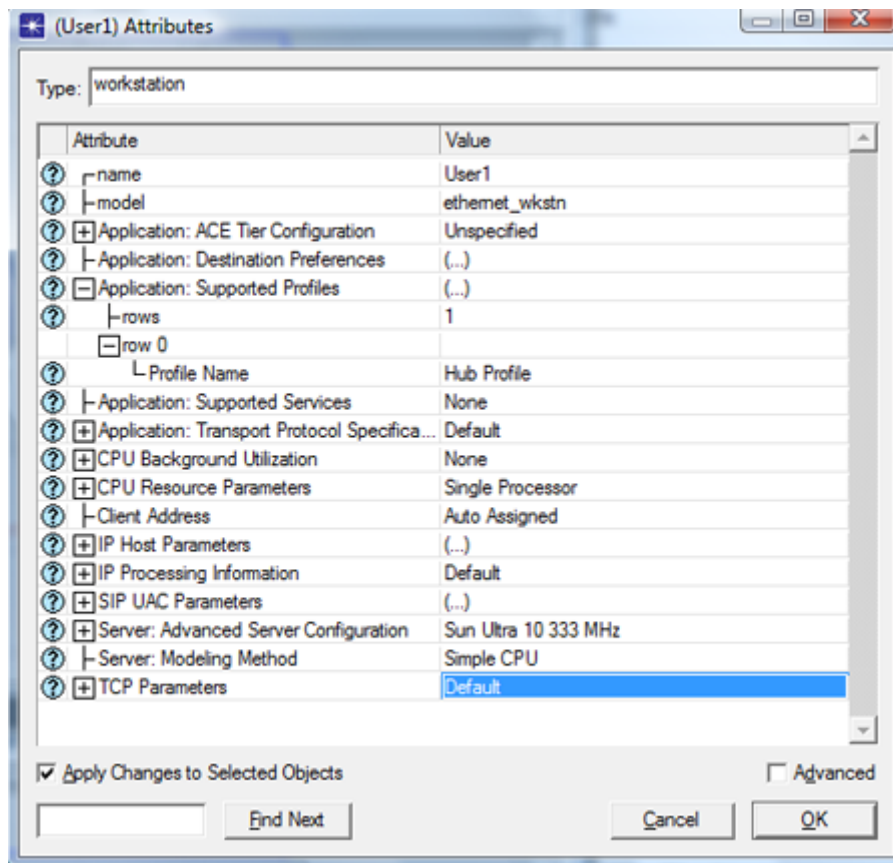 (User1) Attributes
Type: workstation
Attribute Value
name User1
model ethernet_wkstn
Application: ACE Tier Configuration Unspecified
Application: Destination Preferences (...)
Application: Supported Profiles (...)
rows 1
row 0
Profile Name Hub Profile
Application: Supported Services None
Application: Transport Protocol Specifica... Default
CPU Background Utilization None
CPU Resource Parameters Single Processor
Client Address Auto Assigned
IP Host Parameters (...)
IP Processing Information Default
SIP UAC Parameters (...)
Server: Advanced Server Configuration Sun Ultra 10 333 MHz
Server: Modeling Method Simple CPU
TCP Parameters Default
Apply Changes to Selected Objects Advanced
Find Next Cancel OK